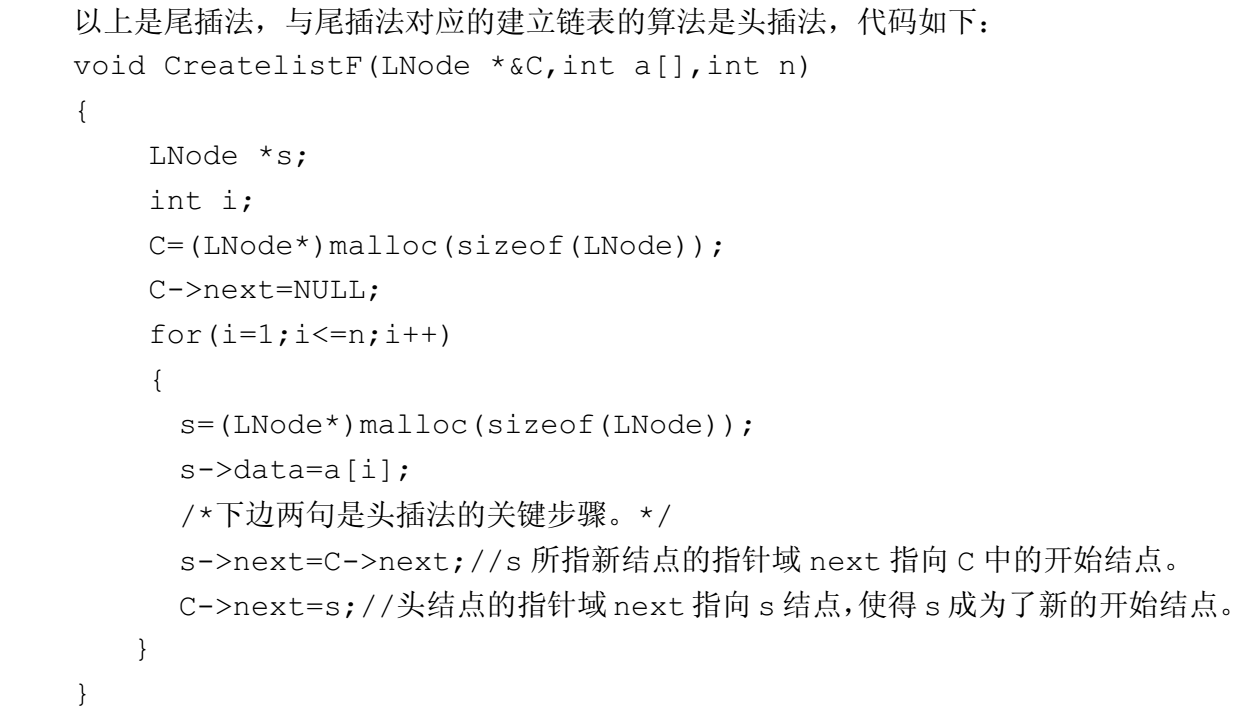 以上是尾插法，与尾插法对应的建立链表的算法是头插法，代码如下：
void CreatelistF(LNode *&C,int a[],int n)
{
LNode *s;
int i;
C=(LNode*)malloc(sizeof(LNode));
C->next=NULL;
for(i=1;i<=n;i++)
{
s=(LNode*)malloc(sizeof(LNode));
s->data=a[i];
/*下边两句是头插法的关键步骤。*/
s->next=C->next;//s 所指新结点的指针域 next 指向 C 中的开始结点。
C->next=s;//头结点的指针域 next 指向 s 结点，使得 s 成为了新的开始结点。
}
}